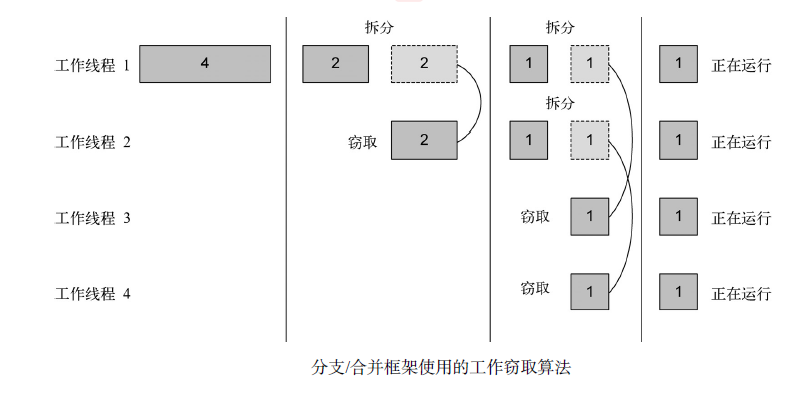 拆分 拆分
工作线程 1 4 2 2 1 1 1 正在运行
拆分
工作线程 2 窃取 2 1 1 1 正在运行
工作线程 3 窃取 1 1 正在运行
工作线程 4 窃取 1 1 正在运行
分支/合并框架使用的工作窃取算法